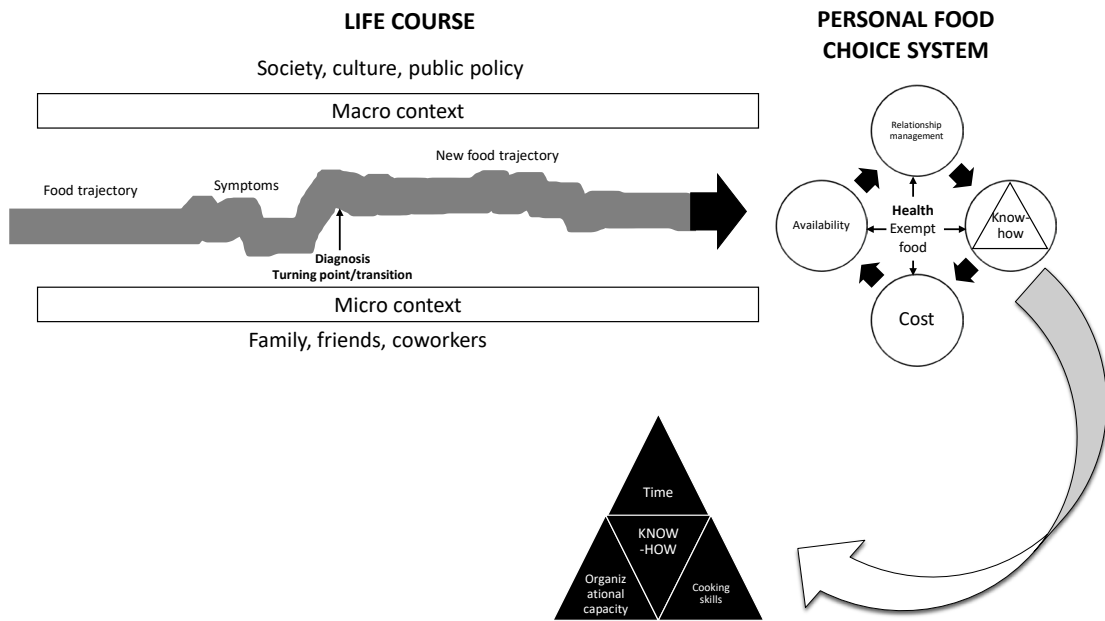 LIFE COURSE
Society, culture, public policy
Macro context
New food trajectory
Food trajectory
Symptoms
Diagnosis
Turning point/transition
Micro context
Family, friends, coworkers
PERSONAL FOOD
CHOICE SYSTEM
Relationship
management
Availability
Health
Exempt
food
Know-
how
Cost
Time
KNOW
-HOW
Organiz
ational
capacity
Cooking
skills